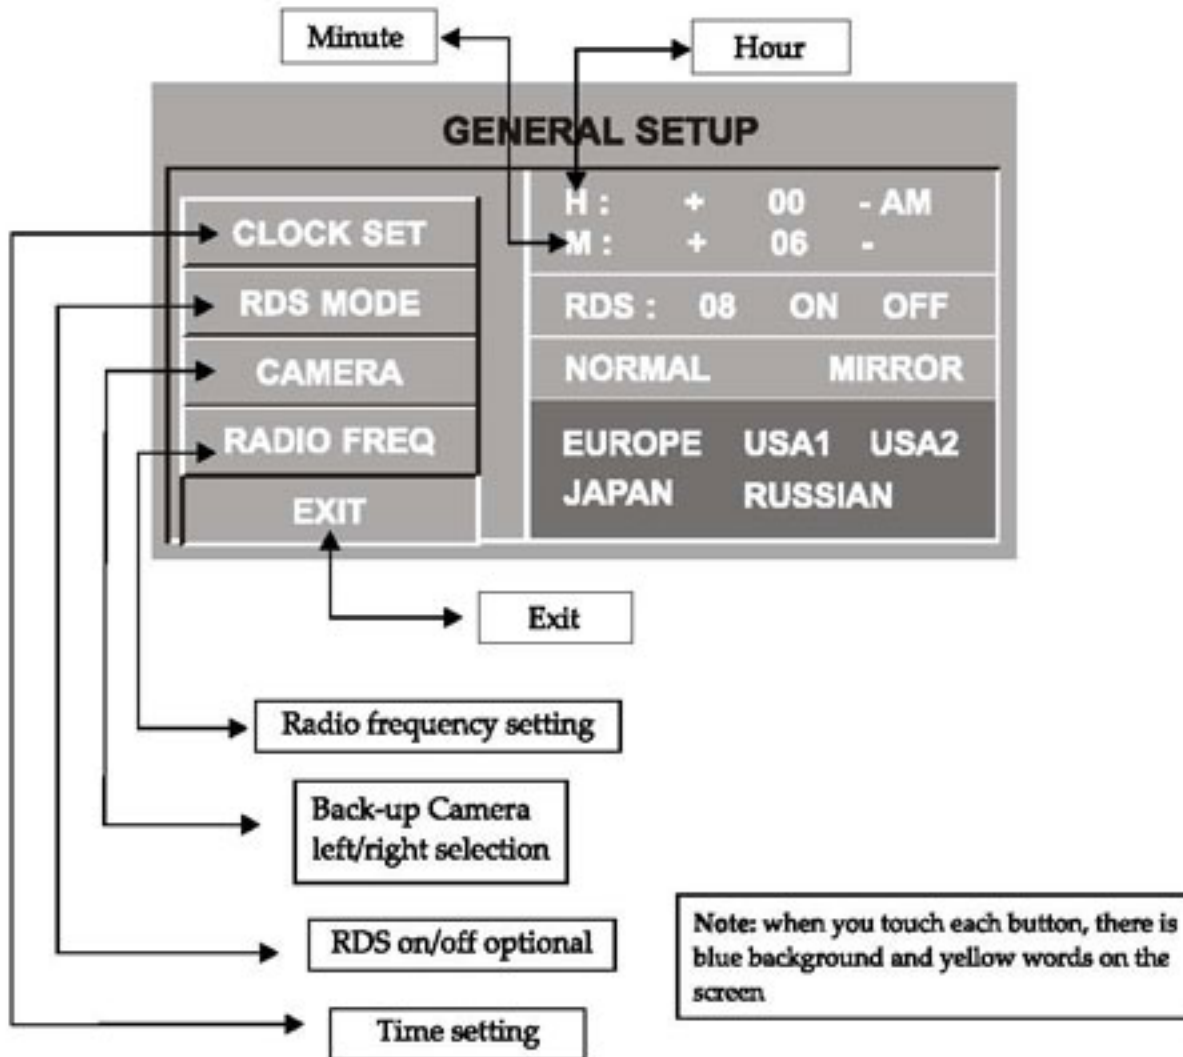 Minute
Hour
GENERAL SETUP
CLOCK SET
RDS MODE
CAMERA
RADIO FREQ
EXIT
H : + 00 - AM
M : + 06 -
RDS : 08 ON OFF
NORMAL MIRROR
EUROPE USA1 USA2
JAPAN RUSSIAN
Exit
Radio frequency setting
Back-up Camera
left/right selection
RDS on/off optional
Time setting
Note: when you touch each button, there is
blue background and yellow words on the
screen